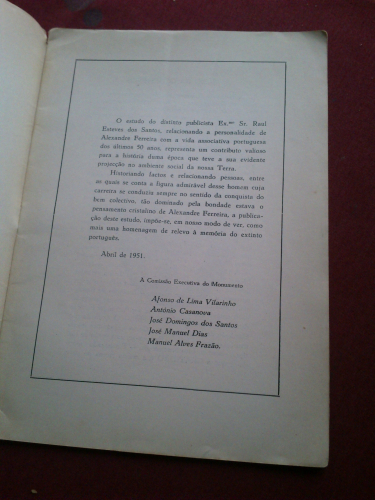 O estudo do distinto publicista Ex.mo Sr. Raul
Esteves dos Santos, relacionando a personalidade de
Alexandre Ferreira com a vida associativa portuguesa
dos últimos 50 anos, representa um contributo valioso
para a história duma época que teve a sua evidente
projeção no ambiente social da nossa Terra.
Historiando factos e relacionando pessoas, entre
as quais se conta a figura admirável desse homem cuja
carreira se conduziu sempre no sentido da conquista do
bem colectivo, tão dominado pela bondade estava o
pensamento cristalino de Alexandre Ferreira, a publica-
ção deste estudo, impõe-se, em nosso modo de ver, como
mais uma homenagem de relevo à memória do extinto
português.
Abril de 1951.
A Comissão Executiva do Monumento
Afonso de Lima Vilarinho
António Casanova
José Domingos dos Santos
José Manuel Dias
Manuel Alves Frazão.